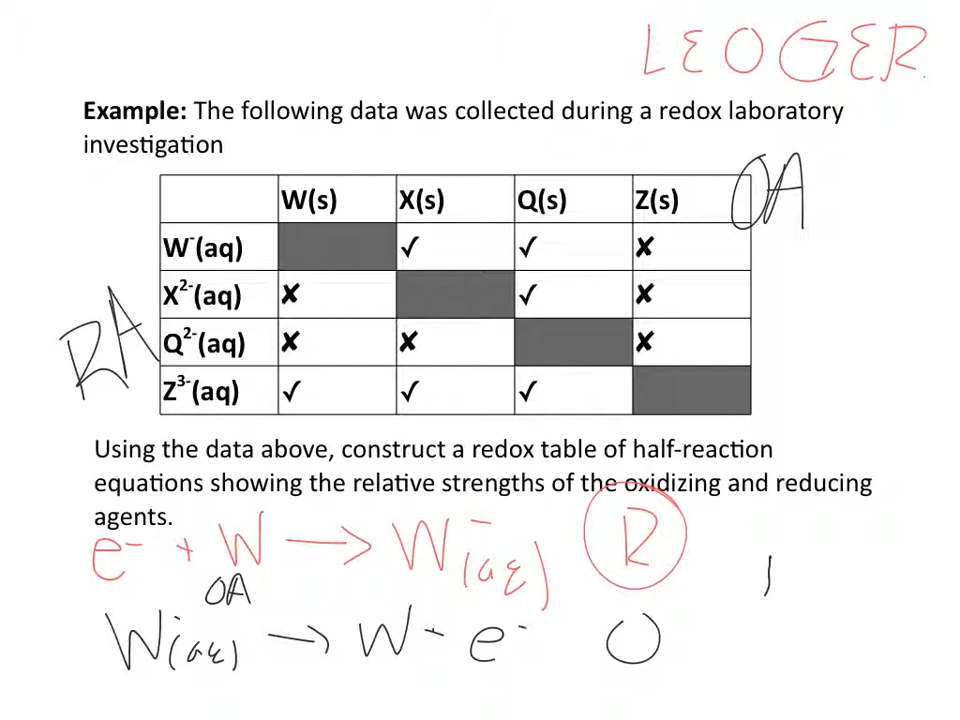 LEOGER
Example: The following data was collected during a redox laboratory
investigation
OA
W(s) X(s) Q(s) Z(s)
W⁻(aq) ✓ ✓ ✘
X²⁻(aq) ✘ ✓ ✘
RA
Q²⁻(aq) ✘ ✘ ✘
Z³⁻(aq) ✓ ✓ ✓
Using the data above, construct a redox table of half-reaction
equations showing the relative strengths of the oxidizing and reducing
agents.
e⁻ + W → W⁻(aq) R
OA
W⁻(aq) → W + e⁻ O